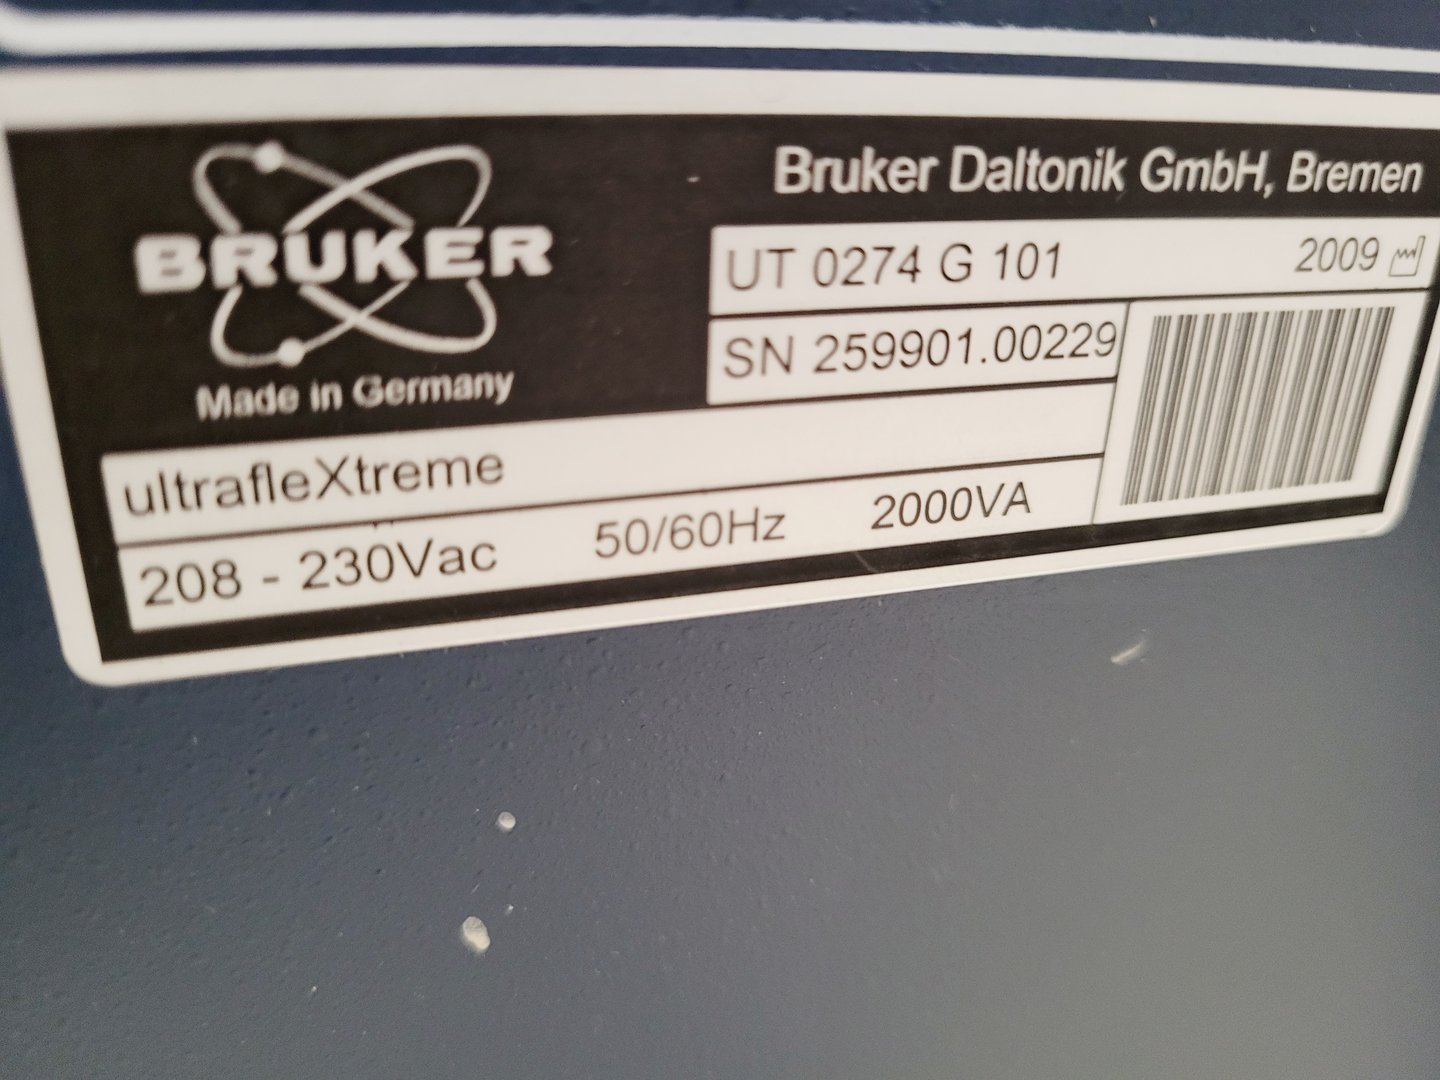 BRUKER
Made in Germany
Bruker Daltonik GmbH, Bremen
UT 0274 G 101 2009
SN 259901.00229
ultrafleXtreme
208 - 230Vac 50/60Hz 2000VA